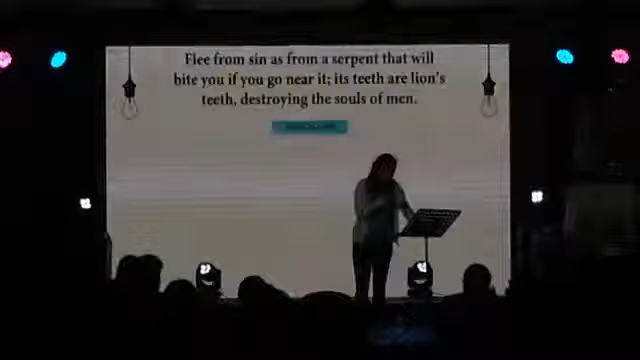 Flee from sin as from a serpent that will
bite you if you go near it; its teeth are lion's
teeth, destroying the souls of men.